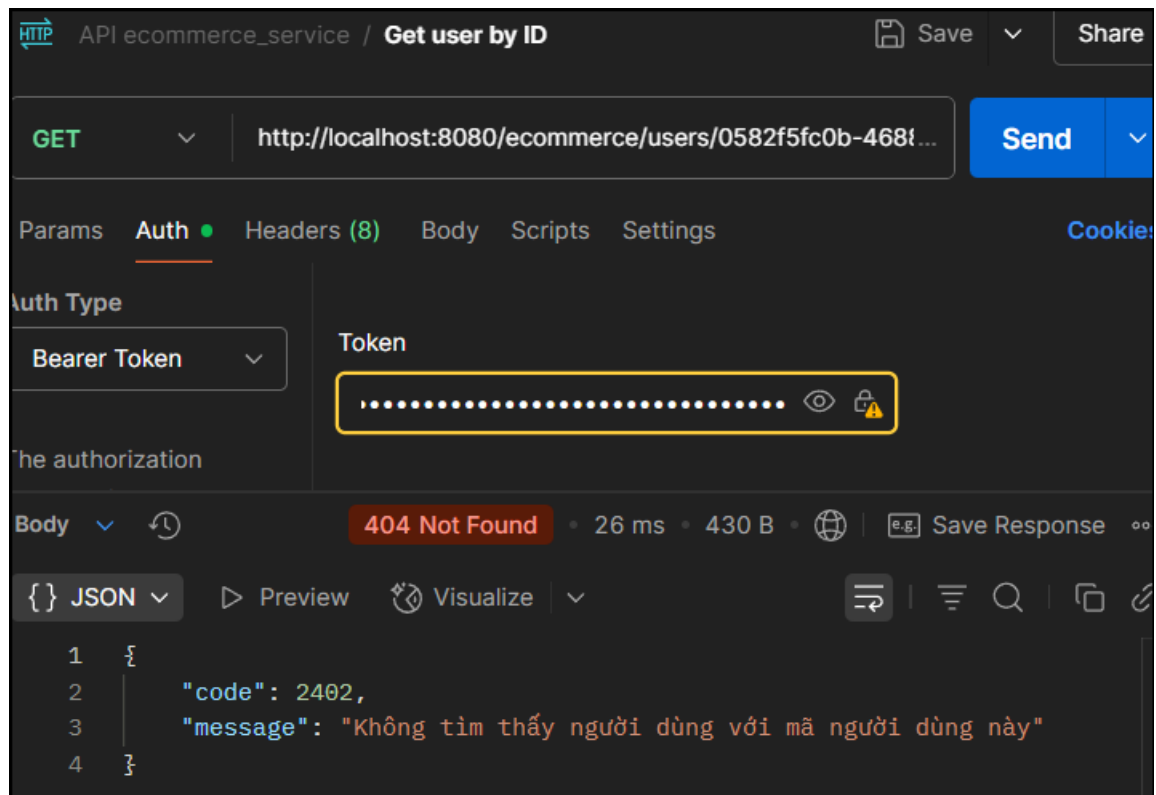 HTTP API ecommerce_service / Get user by ID Save Share
GET http://localhost:8080/ecommerce/users/0582f5fc0b-468... Send
Params Auth Headers (8) Body Scripts Settings Cookies
Auth Type
Bearer Token
Token
The authorization
Body 404 Not Found 26 ms 430 B e.g. Save Response
{} JSON Preview Visualize
1 {
2 "code": 2402,
3 "message": "Không tìm thấy người dùng với mã người dùng này"
4 }